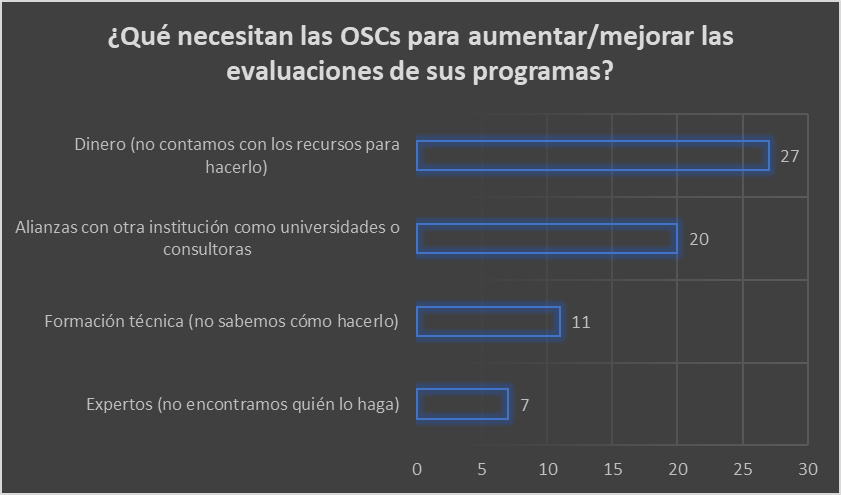 ¿Qué necesitan las OSCs para aumentar/mejorar las
evaluaciones de sus programas?
Dinero (no contamos con los recursos para
hacerlo)
27
Alianzas con otra institución como universidades o
consultoras
20
Formación técnica (no sabemos cómo hacerlo)
11
Expertos (no encontramos quién lo haga)
7
0 5 10 15 20 25 30